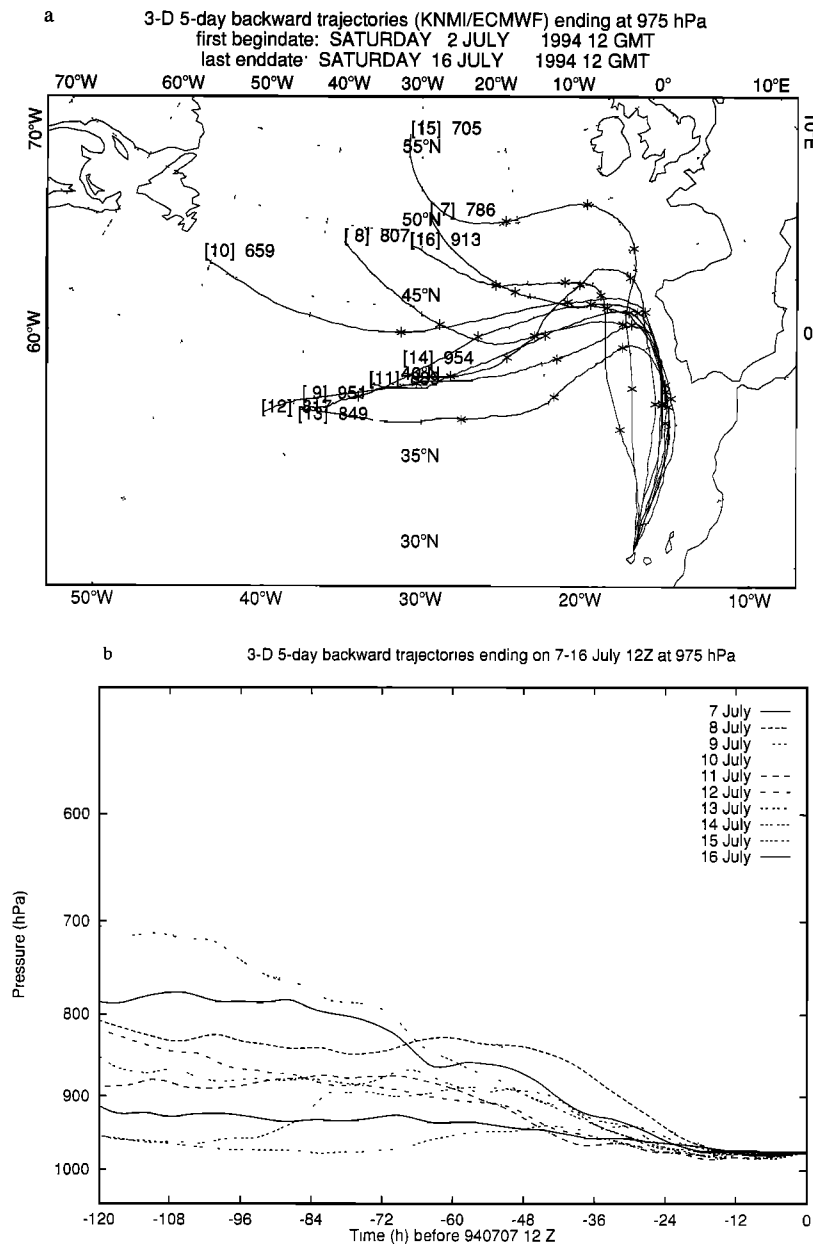 a
3-D 5-day backward trajectories (KNMI/ECMWF) ending at 975 hPa
first begindate: SATURDAY 2 JULY 1994 12 GMT
last enddate: SATURDAY 16 JULY 1994 12 GMT
70°W 60°W 50°W 40°W 30°W 20°W 10°W 0° 10°E
70°W
[15] 705
55°N
[7] 786
50°N
[8] 807 [16] 913
[10] 659
45°N
60°W
0
[14] 954
40°N
[11]
[9] 951
[12] 817
[13] 849
35°N
30°N
50°W 40°W 30°W 20°W 10°W
b
3-D 5-day backward trajectories ending on 7-16 July 12Z at 975 hPa
7 July
8 July
9 July
10 July
11 July
12 July
13 July
14 July
15 July
16 July
600
700
800
900
1000
Pressure (hPa)
-120 -108 -96 -84 -72 -60 -48 -36 -24 -12 0
Time (h) before 940707 12 Z